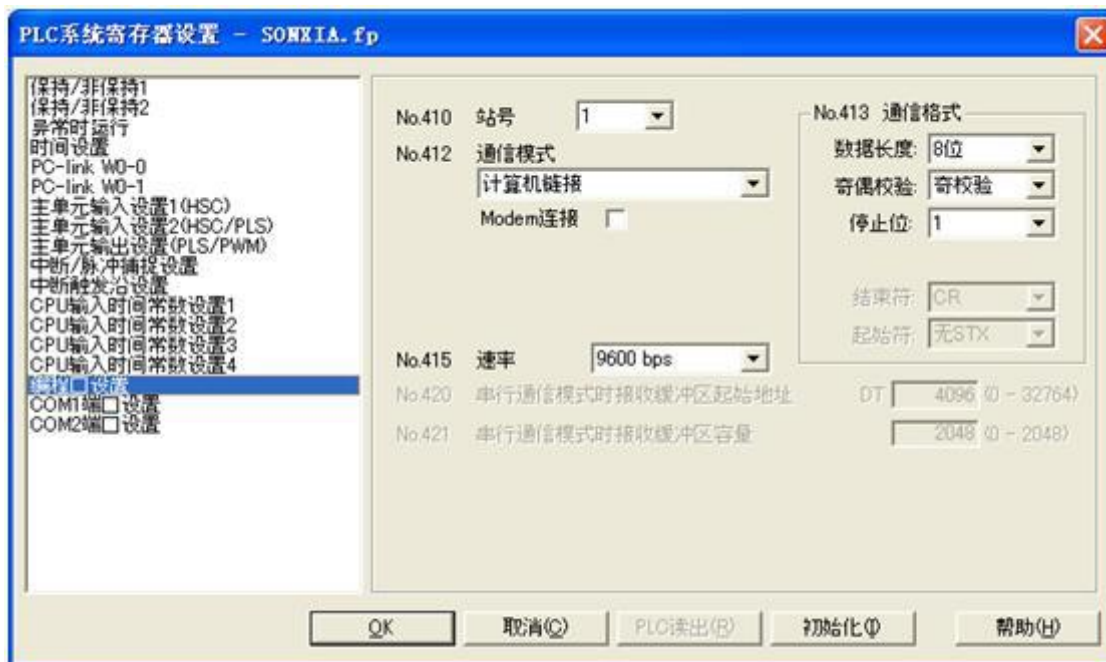 PLC系统寄存器设置 - SONXIA.fp
保持/非保持1
保持/非保持2
异常时运行
时间设置
PC-link W0-0
PC-link W0-1
主单元输入设置1(HSC)
主单元输入设置2(HSC/PLS)
主单元输出设置(PLS/PWM)
中断/脉冲捕捉设置
中断触发沿设置
CPU输入时间常数设置1
CPU输入时间常数设置2
CPU输入时间常数设置3
CPU输入时间常数设置4
编程口设置
COM1端口设置
COM2端口设置
No.410 站号 1
No.412 通信模式
计算机链接
Modem连接
No.413 通信格式
数据长度: 8位
奇偶校验: 奇校验
停止位: 1
结束符: CR
起始符: 无STX
No.415 速率 9600 bps
No.420 串行通信模式时接收缓冲区起始地址 DT 4096 (0 - 32764)
No.421 串行通信模式时接收缓冲区容量 2048 (0 - 2048)
OK 取消(C) PLC读出(R) 初始化(I) 帮助(H)